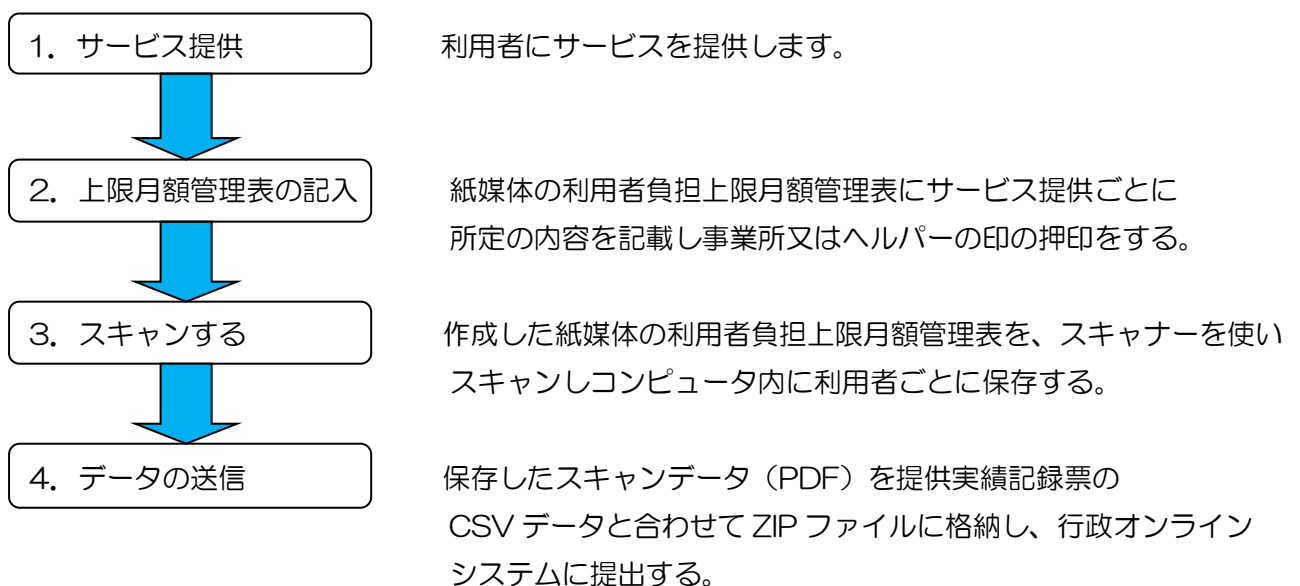 1．サービス提供
利用者にサービスを提供します。
2．上限月額管理表の記入
紙媒体の利用者負担上限月額管理表にサービス提供ごとに
所定の内容を記載し事業所又はヘルパーの印の押印をする。
3．スキャンする
作成した紙媒体の利用者負担上限月額管理表を、スキャナーを使い
スキャンしコンピュータ内に利用者ごとに保存する。
4．データの送信
保存したスキャンデータ（PDF）を提供実績記録票の
CSVデータと合わせてZIPファイルに格納し、行政オンライン
システムに提出する。